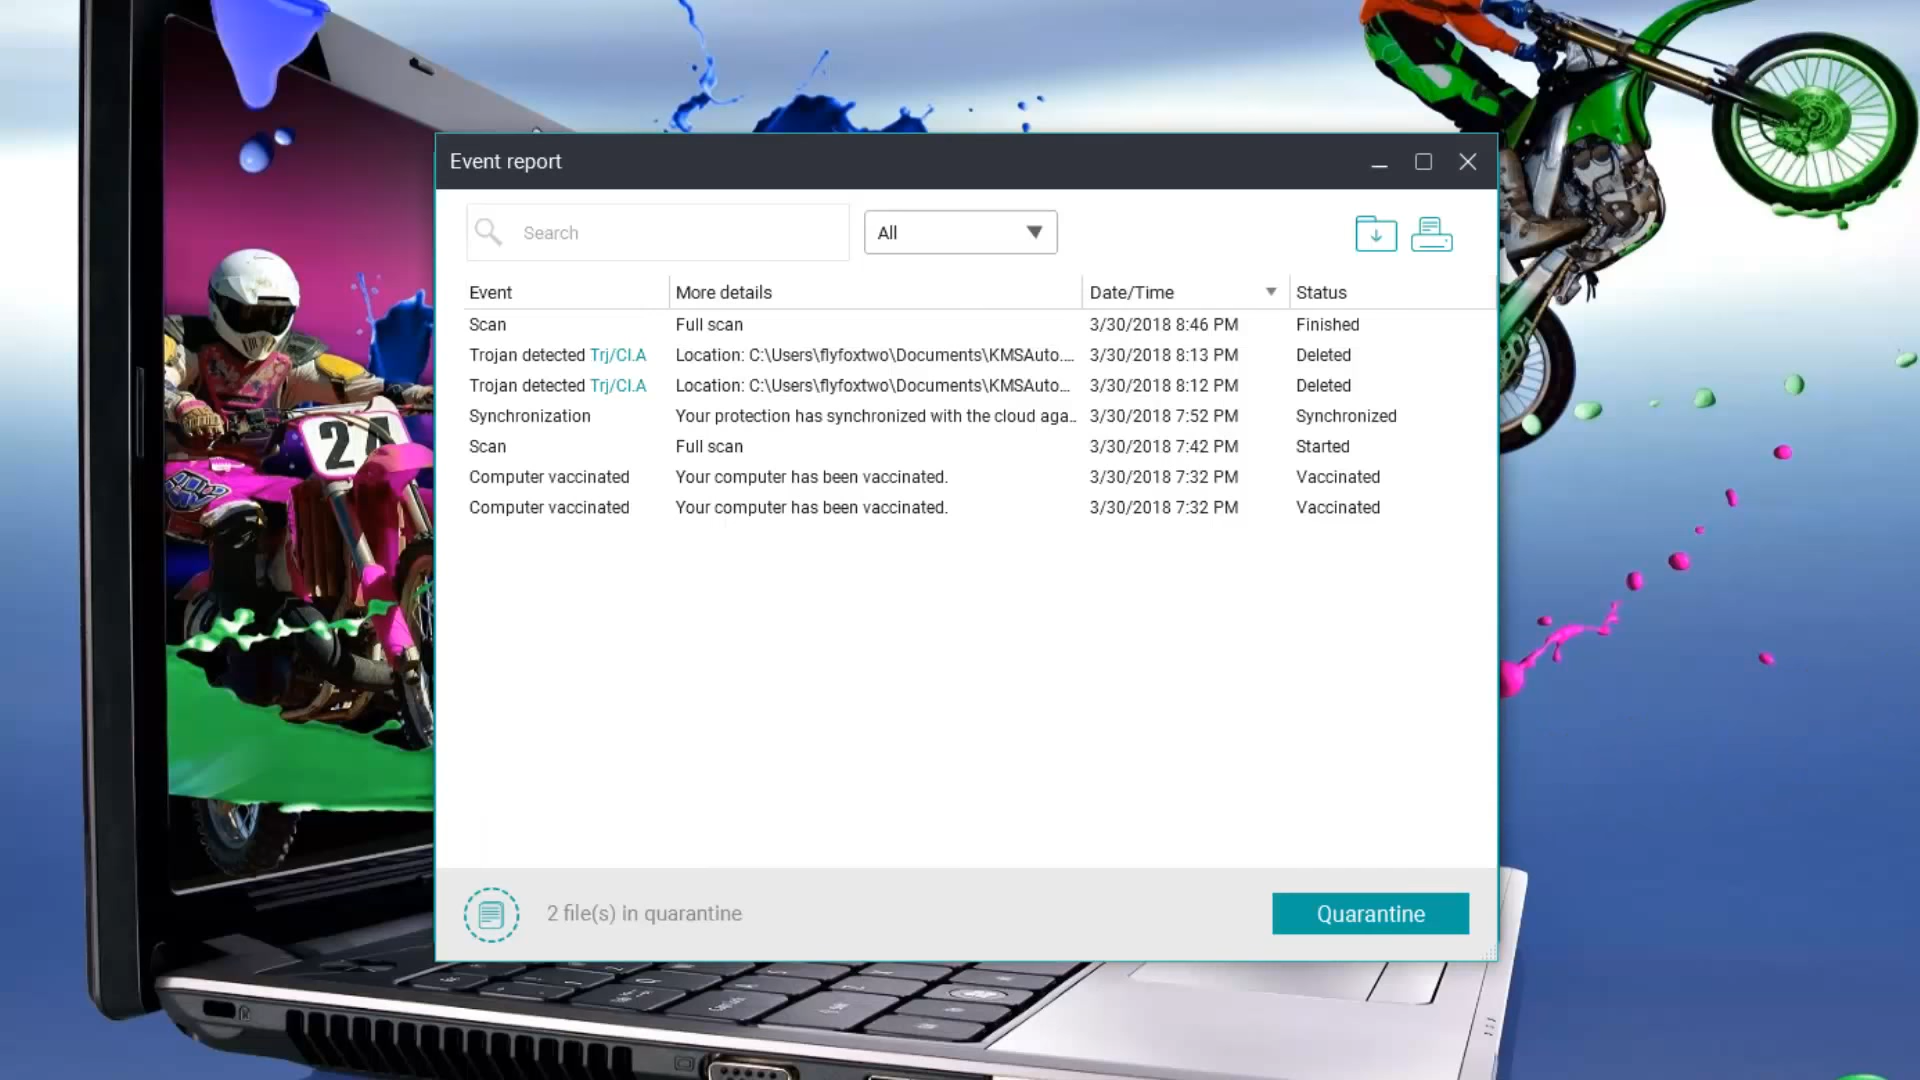 Event report
Search
All
Event More details Date/Time Status
Scan Full scan 3/30/2018 8:46 PM Finished
Trojan detected Trj/CI.A Location: C:\Users\flyfoxtwo\Documents\KMSAuto.... 3/30/2018 8:13 PM Deleted
Trojan detected Trj/CI.A Location: C:\Users\flyfoxtwo\Documents\KMSAuto... 3/30/2018 8:12 PM Deleted
Synchronization Your protection has synchronized with the cloud aga.. 3/30/2018 7:52 PM Synchronized
Scan Full scan 3/30/2018 7:42 PM Started
Computer vaccinated Your computer has been vaccinated. 3/30/2018 7:32 PM Vaccinated
Computer vaccinated Your computer has been vaccinated. 3/30/2018 7:32 PM Vaccinated
24
2 file(s) in quarantine
Quarantine